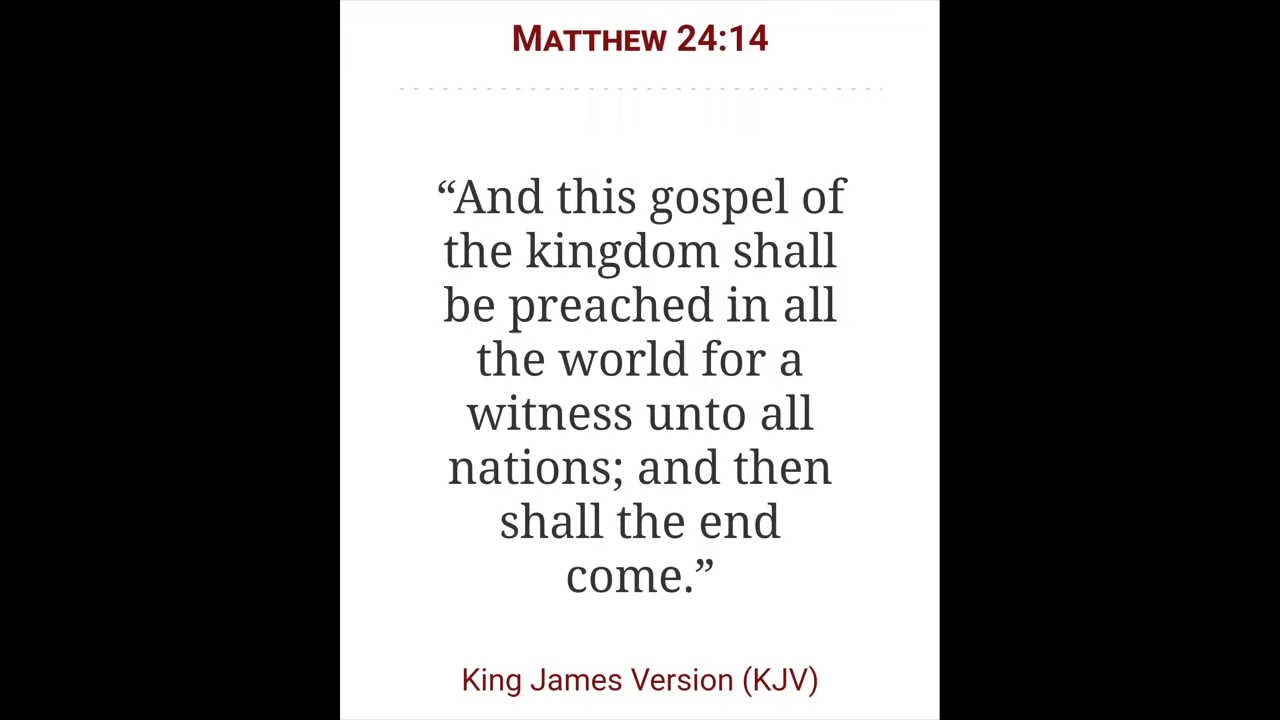 Matthew 24:14
“And this gospel of
the kingdom shall
be preached in all
the world for a
witness unto all
nations; and then
shall the end
come.”
King James Version (KJV)